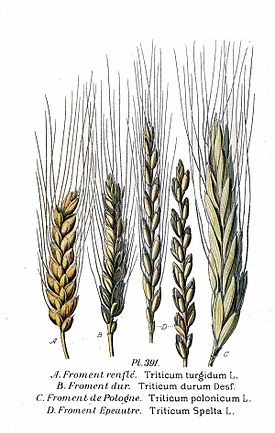 A
B
D
C
Pl. 391.
A. Froment renflé. Triticum turgidum L.
B. Froment dur. Triticum durum Desf.
C. Froment de Pologne. Triticum polonicum L.
D. Froment Epeautre. Triticum Spelta L.